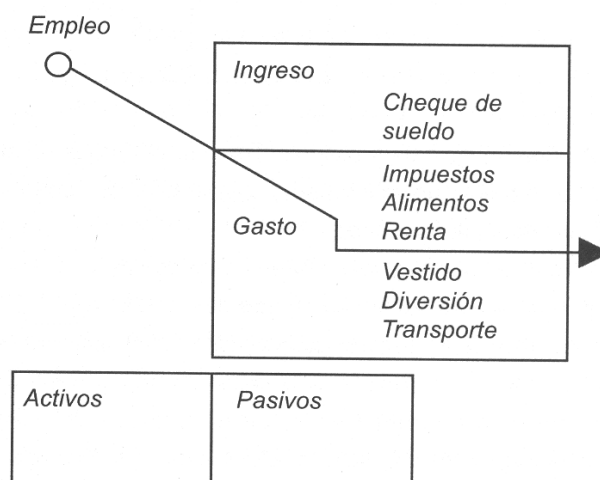 Empleo
Ingreso
Cheque de
sueldo
Impuestos
Alimentos
Gasto
Renta
Vestido
Diversión
Transporte
Activos
Pasivos